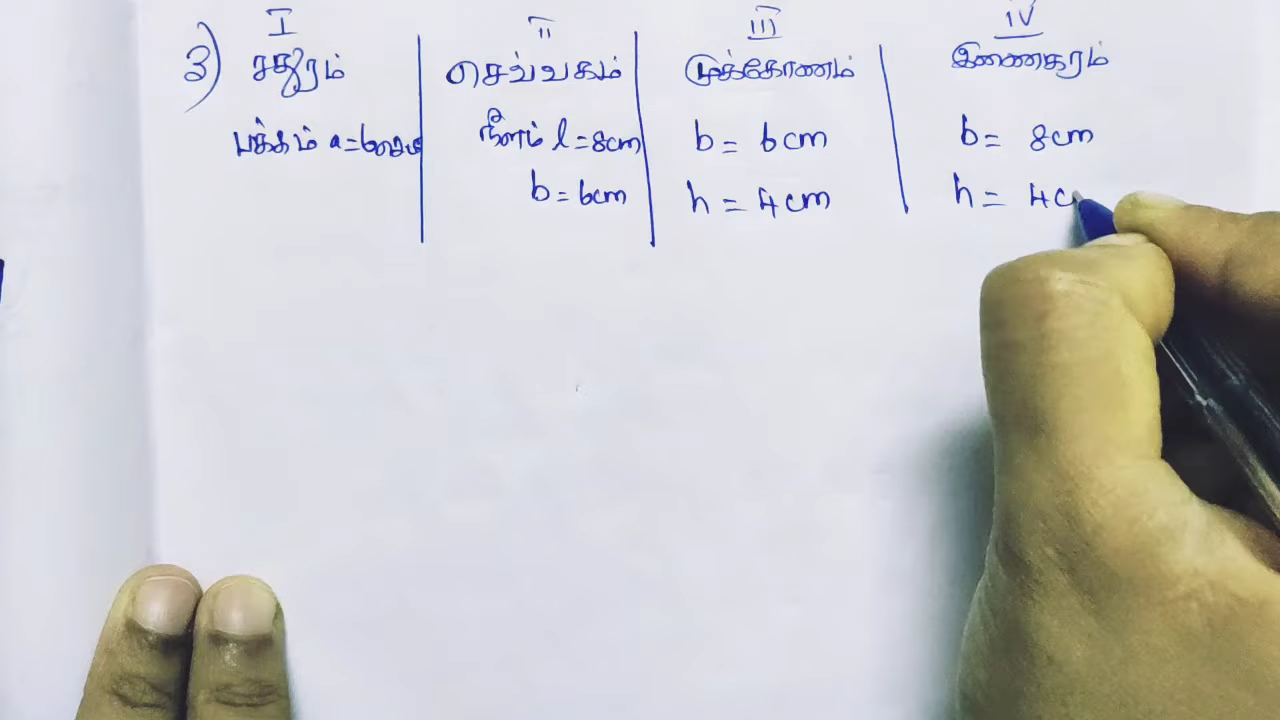 I II III IV
3) சதுரம் செவ்வகம் முக்கோணம் இணைகரம்
பக்கம் a = 6செமீ நீளம் l = 8cm b = 6cm b = 8cm
b = 6cm h = 4cm h = 4c